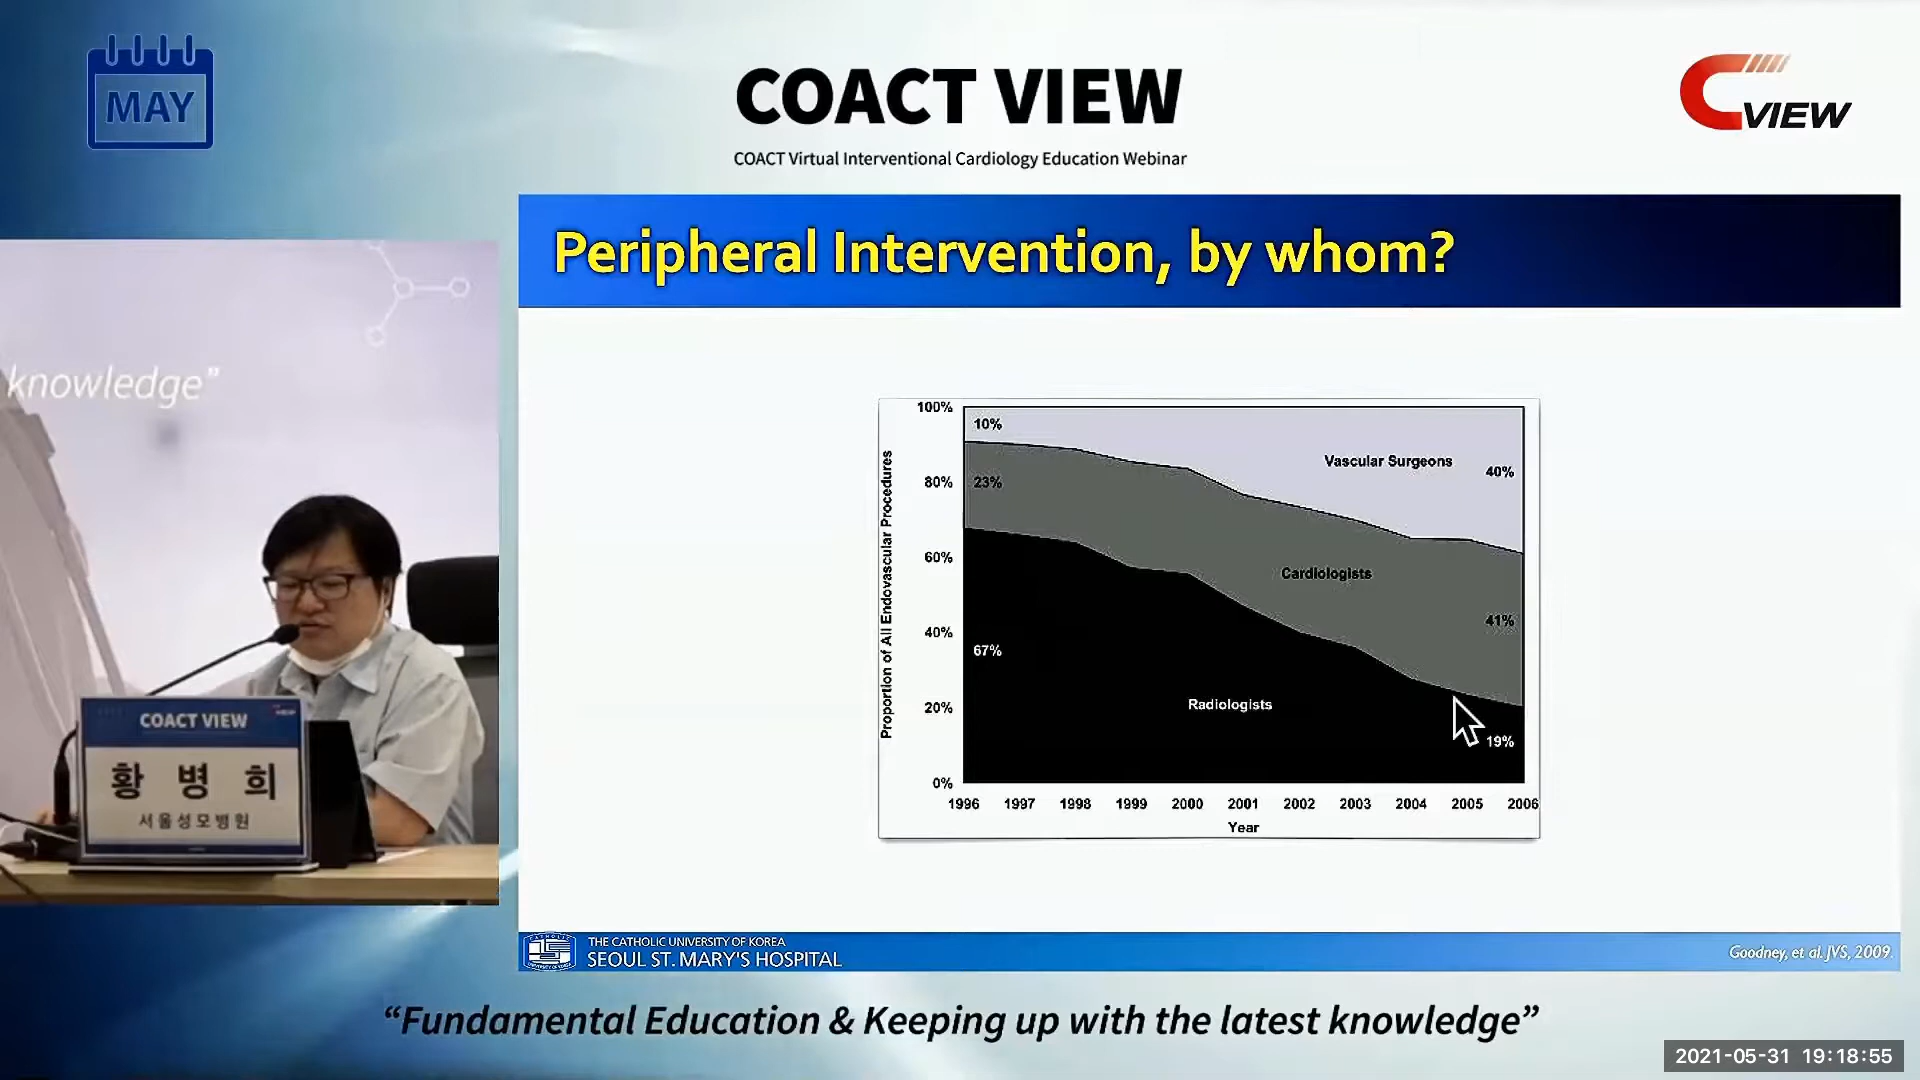 MAY
COACT VIEW
COACT Virtual Interventional Cardiology Education Webinar
CVIEW
knowledge”
COACT VIEW
황 병 희
서울성모병원
Peripheral Intervention, by whom?
Proportion of All Endovascular Procedures
100%
80%
60%
40%
20%
0%
10%
23%
67%
Vascular Surgeons
40%
Cardiologists
41%
Radiologists
19%
1996 1997 1998 1999 2000 2001 2002 2003 2004 2005 2006
Year
THE CATHOLIC UNIVERSITY OF KOREA
SEOUL ST. MARY'S HOSPITAL
Goodney, et al. JVS, 2009.
“Fundamental Education & Keeping up with the latest knowledge”
2021-05-31 19:18:55